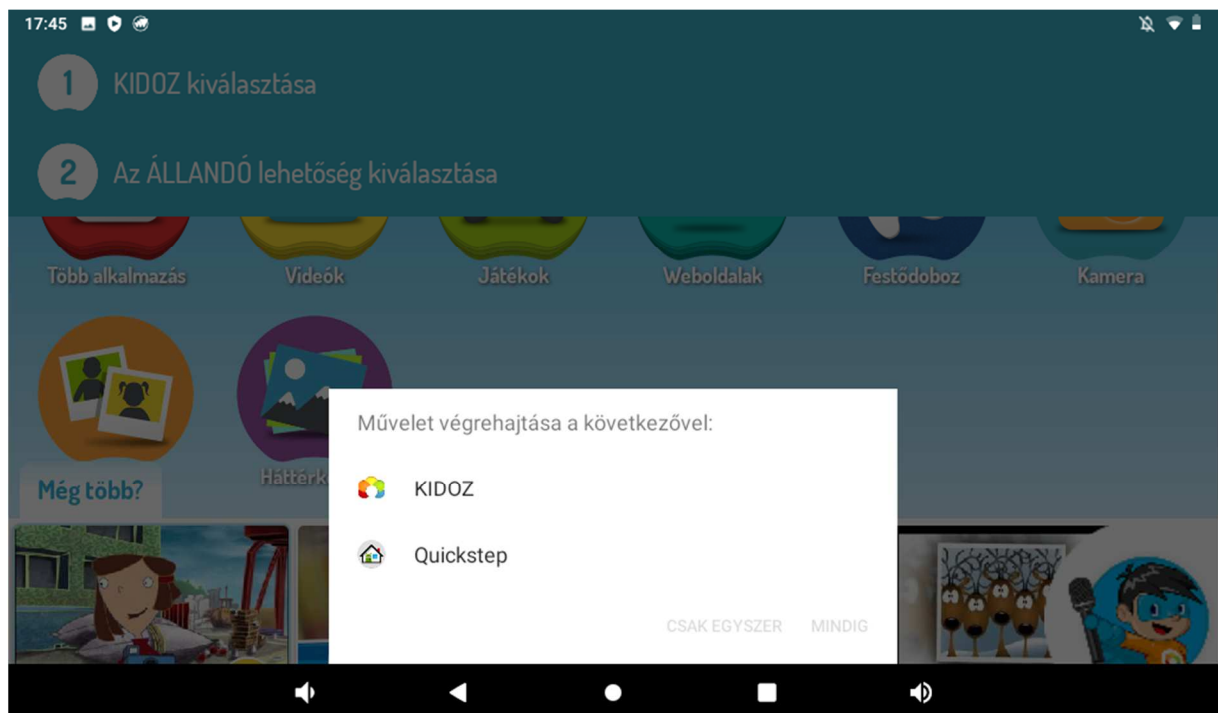 17:45
1 KIDOZ kiválasztása
2 Az ÁLLANDÓ lehetőség kiválasztása
Több alkalmazás Videók Játékok Weboldalak Festődoboz Kamera
Művelet végrehajtása a következővel:
Még több?
KIDOZ
Quickstep
CSAK EGYSZER MINDIG